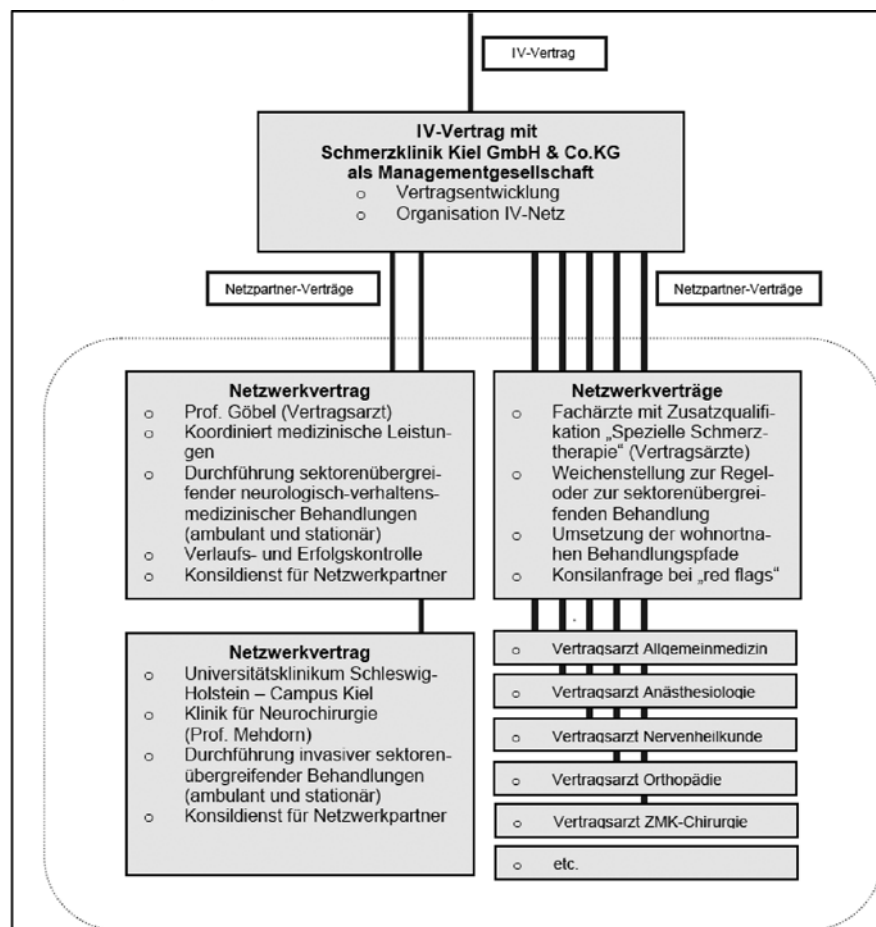 IV-Vertrag
IV-Vertrag mit
Schmerzklinik Kiel GmbH & Co.KG
als Managementgesellschaft
o Vertragsentwicklung
o Organisation IV-Netz
Netzpartner-Verträge
Netzpartner-Verträge
Netzwerkvertrag
o Prof. Göbel (Vertragsarzt)
o Koordiniert medizinische Leistun-
gen
o Durchführung sektorenübergrei-
fender neurologisch-verhaltens-
medizinischer Behandlungen
(ambulant und stationär)
o Verlaufs- und Erfolgskontrolle
o Konsildienst für Netzwerkpartner
Netzwerkverträge
o Fachärzte mit Zusatzqualifi-
kation „Spezielle Schmerz-
therapie“ (Vertragsärzte)
o Weichenstellung zur Regel-
oder zur sektorenübergrei-
fenden Behandlung
o Umsetzung der wohnortna-
hen Behandlungspfade
o Konsilanfrage bei „red flags“
Netzwerkvertrag
o Universitätsklinikum Schleswig-
Holstein – Campus Kiel
o Klinik für Neurochirurgie
(Prof. Mehdorn)
o Durchführung invasiver sektoren-
übergreifender Behandlungen
(ambulant und stationär)
o Konsildienst für Netzwerkpartner
o Vertragsarzt Allgemeinmedizin
o Vertragsarzt Anästhesiologie
o Vertragsarzt Nervenheilkunde
o Vertragsarzt Orthopädie
o Vertragsarzt ZMK-Chirurgie
o etc.